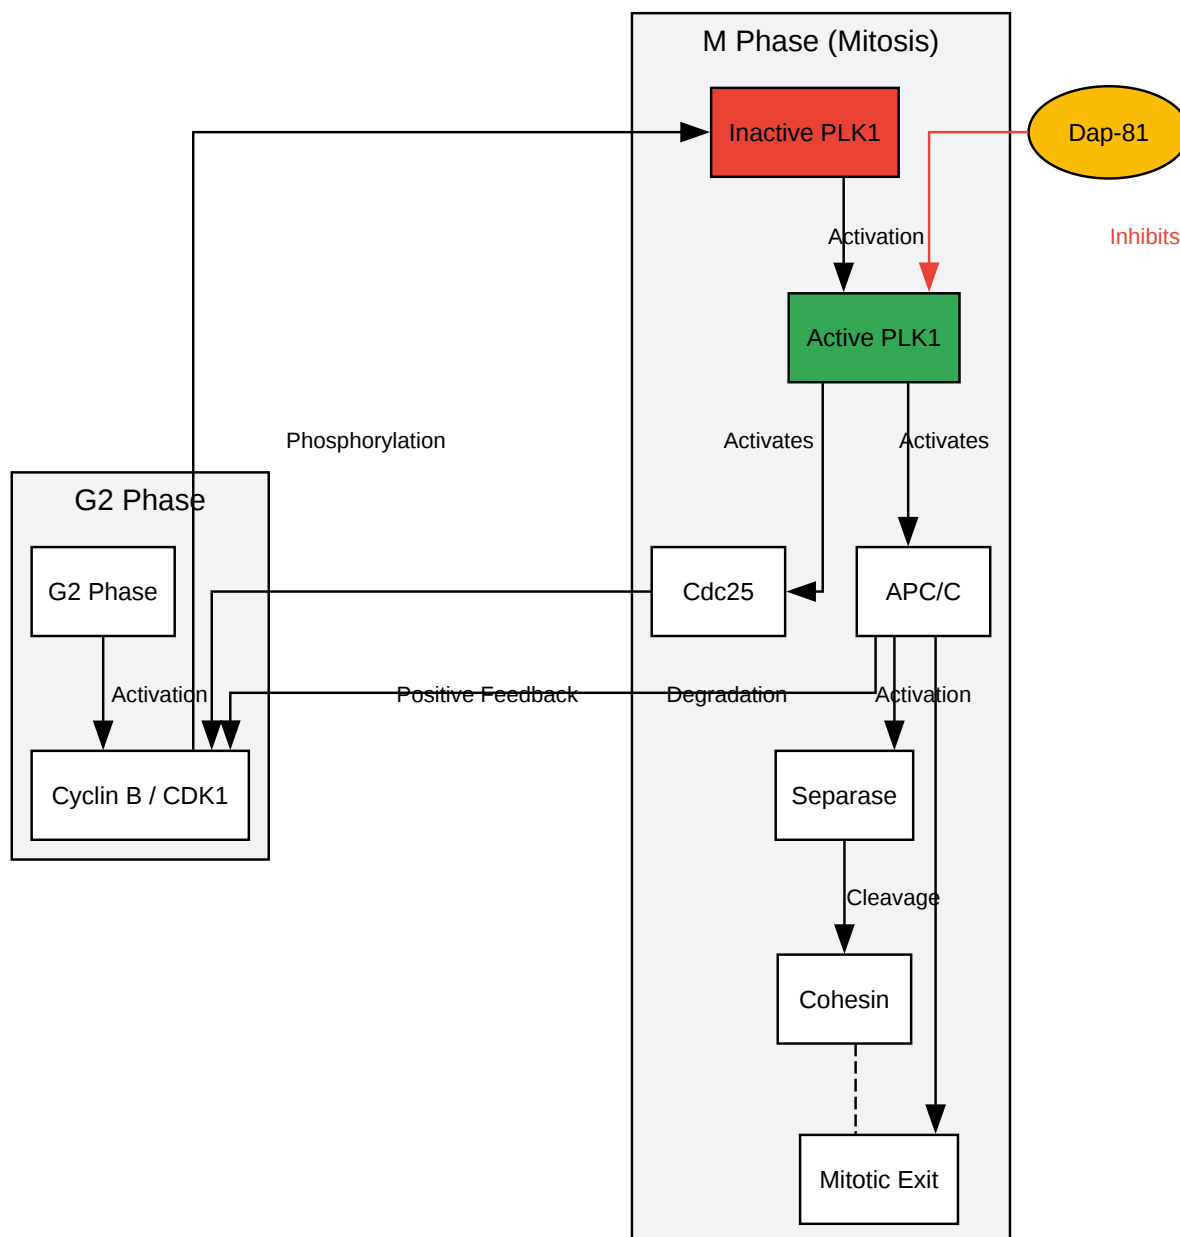 M Phase (Mitosis)
Inactive PLK1
Dap-81
Activation
Inhibits
Active PLK1
Phosphorylation
Activates
Activates
G2 Phase
G2 Phase
Cdc25
APC/C
Activation
Positive Feedback
Degradation
Activation
Cyclin B / CDK1
Separase
Cleavage
Cohesin
Mitotic Exit